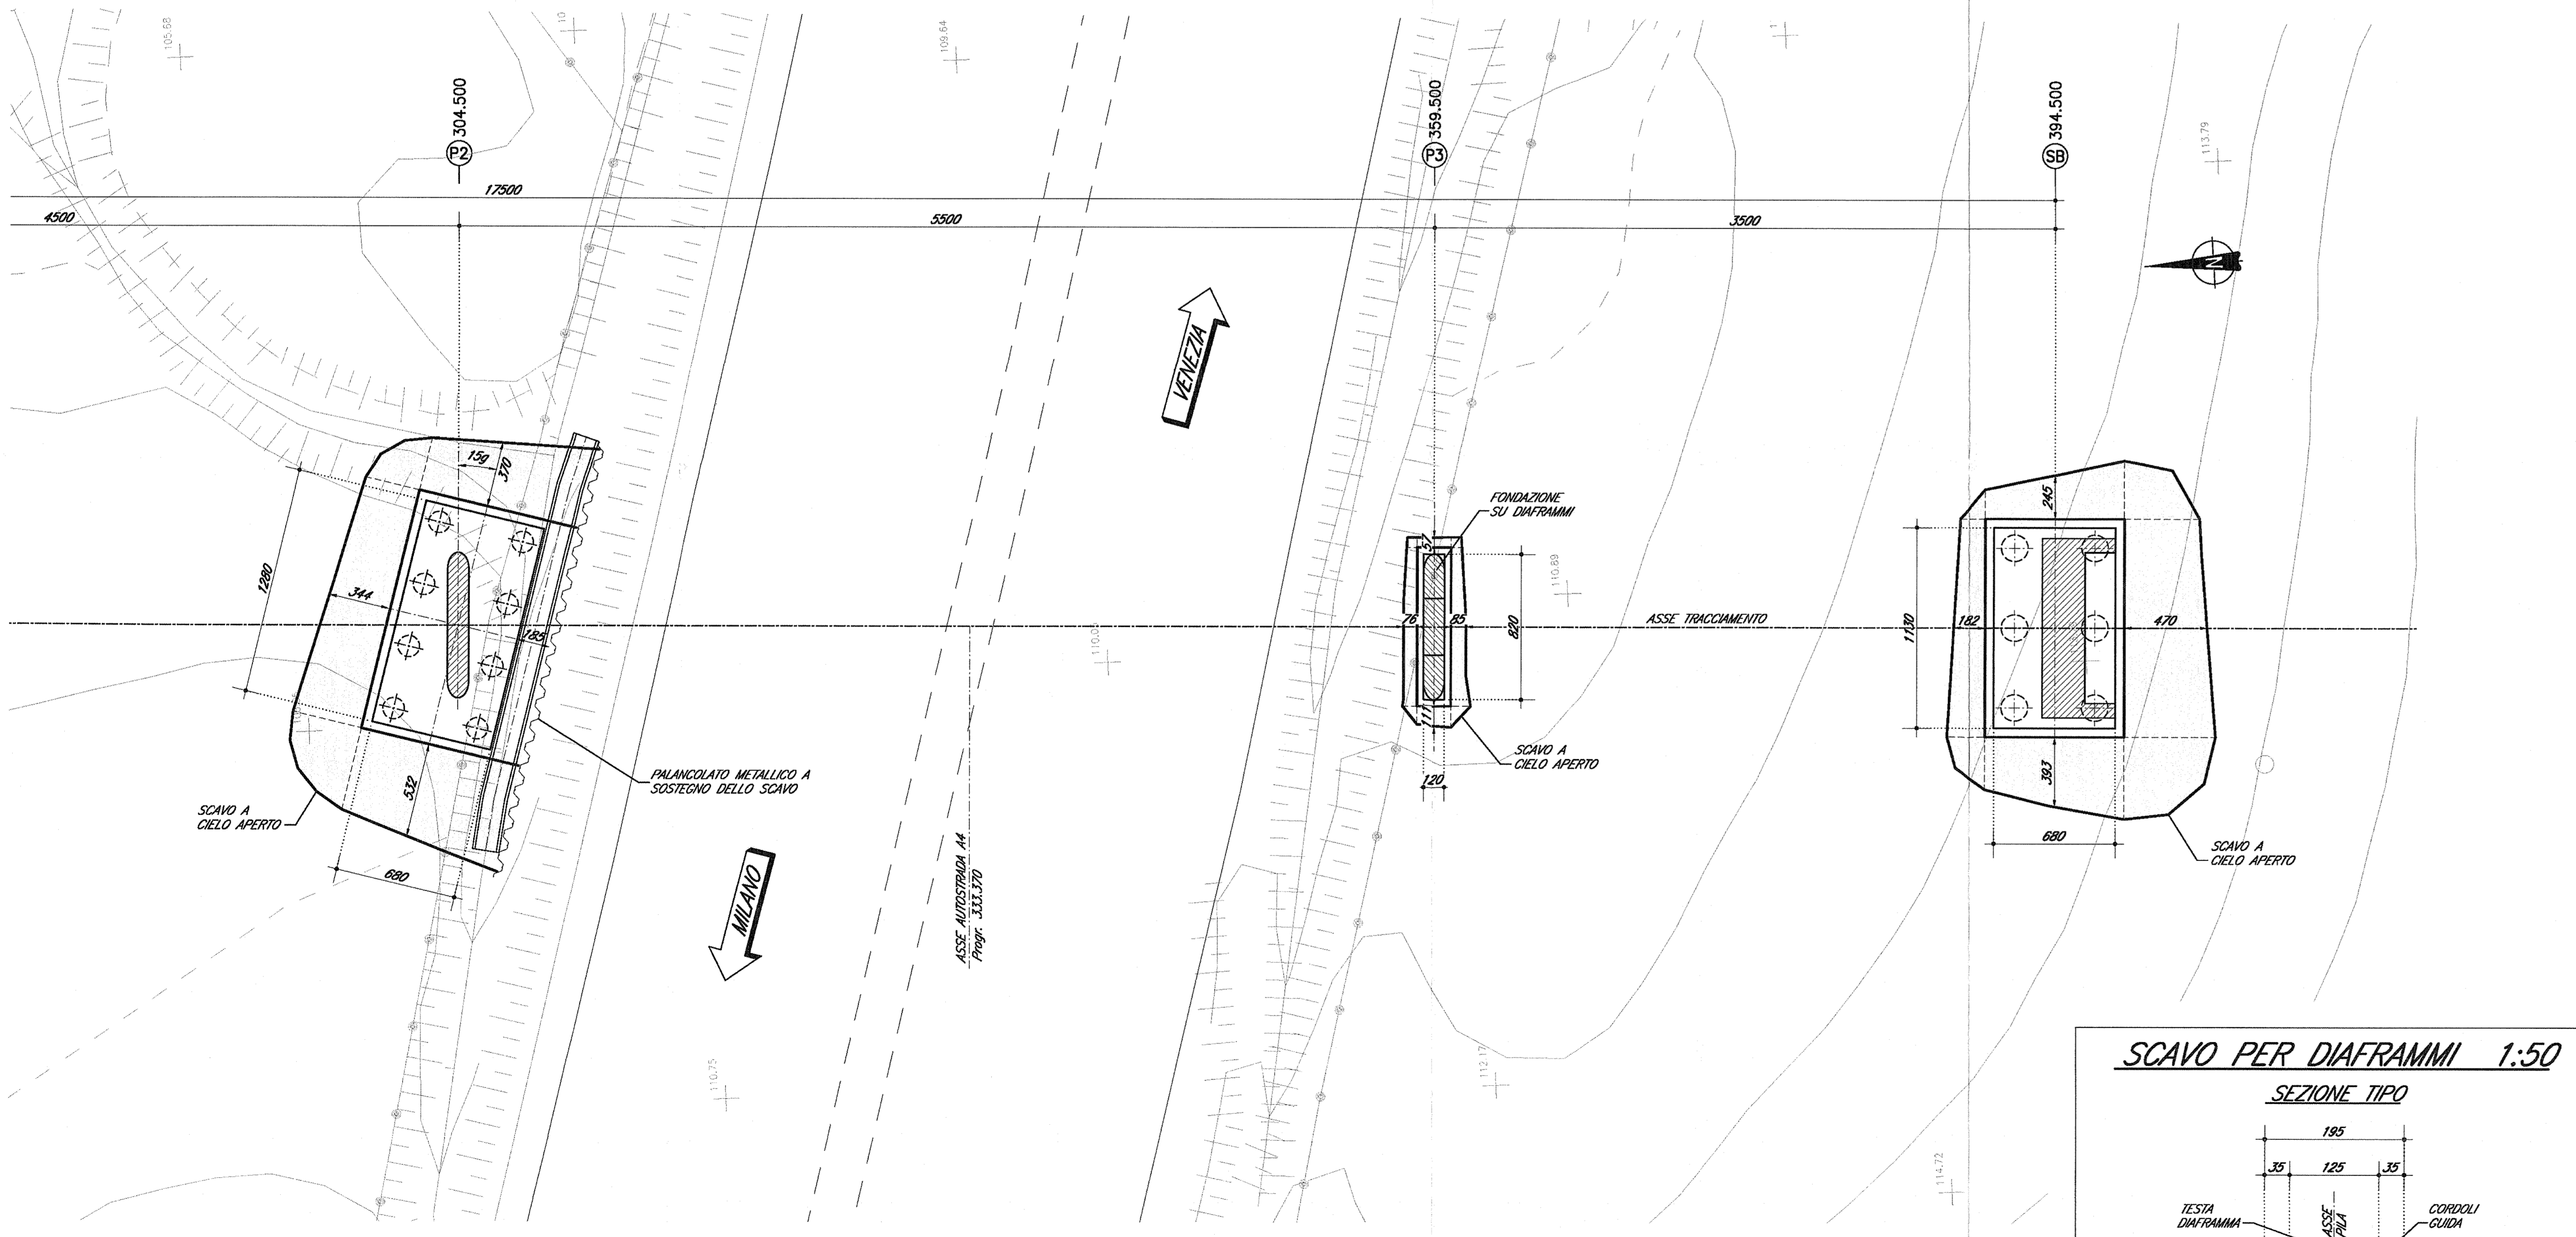 105.68
10
109.64
1
P2 304.500
P3 359.500
SB 394.500
113.79
17500
4500
5500
3500
N
VENEZIA
15g
370
1280
344
185
532
680
SCAVO A
CIELO APERTO
PALANCOLATO METALLICO A
SOSTEGNO DELLO SCAVO
MILANO
ASSE AUTOSTRADA A4
Progr. 333.370
110.75
FONDAZIONE
SU DIAFRAMMI
57
76
85
820
111
120
110.89
SCAVO A
CIELO APERTO
ASSE TRACCIAMENTO
112.17
245
1130
182
470
393
680
SCAVO A
CIELO APERTO
114.72
SCAVO PER DIAFRAMMI 1:50
SEZIONE TIPO
195
35
125
35
TESTA
DIAFRAMMA
ASSE
PILA
CORDOLI
GUIDA